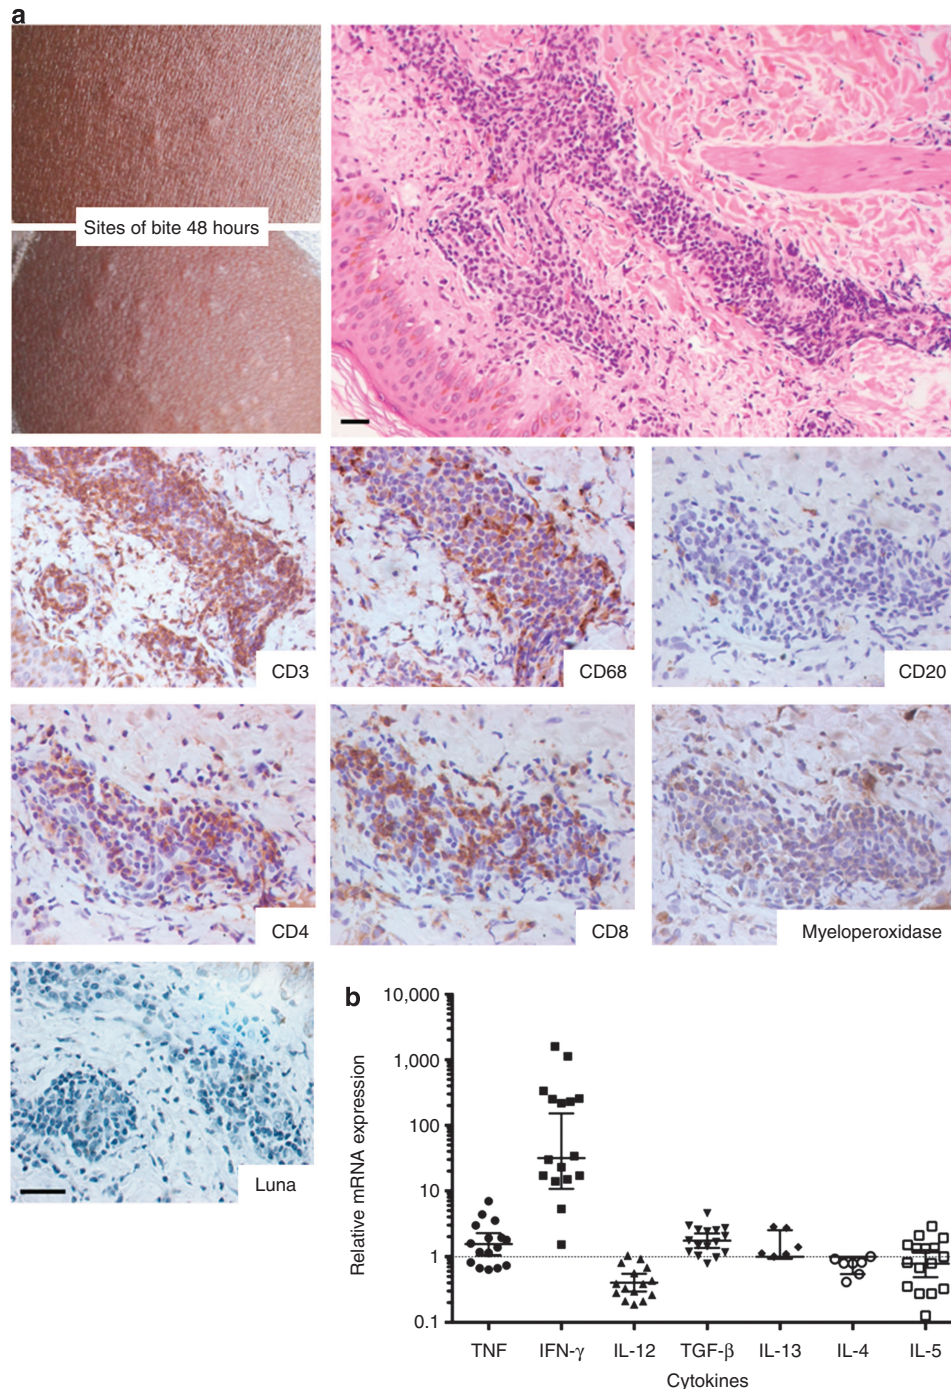 a
Sites of bite 48 hours
CD3
CD68
CD20
CD4
CD8
Myeloperoxidase
Luna
b
10,000
1,000
100
10
1
0.1
Relative mRNA expression
TNF
IFN-γ
IL-12
TGF-β
IL-13
IL-4
IL-5
Cytokines